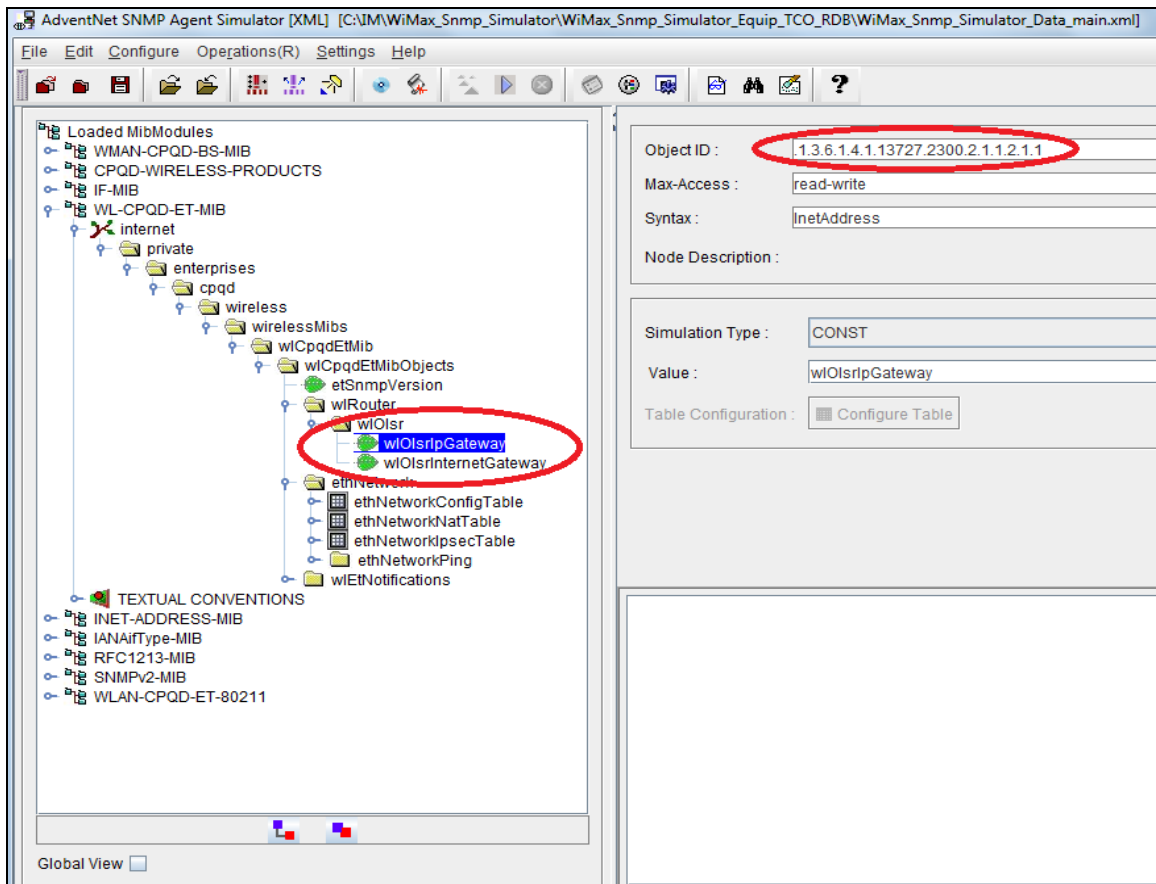 AdventNet SNMP Agent Simulator [XML] [C:\IM\WiMax_Snmp_Simulator\WiMax_Snmp_Simulator_Equip_TCO_RDB\WiMax_Snmp_Simulator_Data_main.xml]
File Edit Configure Operations(R) Settings Help
Loaded MibModules
WMAN-CPQD-BS-MIB
CPQD-WIRELESS-PRODUCTS
IF-MIB
WL-CPQD-ET-MIB
internet
private
enterprises
cpqd
wireless
wirelessMibs
wlCpqdEtMib
wlCpqdEtMibObjects
etSnmpVersion
wlRouter
wlOlsr
wlOlsrIpGateway
wlOlsrInternetGateway
ethNetwork
ethNetworkConfigTable
ethNetworkNatTable
ethNetworkIpsecTable
ethNetworkPing
wlEtNotifications
TEXTUAL CONVENTIONS
INET-ADDRESS-MIB
IANAifType-MIB
RFC1213-MIB
SNMPv2-MIB
WLAN-CPQD-ET-80211
Global View
Object ID : .1.3.6.1.4.1.13727.2300.2.1.1.2.1.1
Max-Access : read-write
Syntax : InetAddress
Node Description :
Simulation Type : CONST
Value : wlOlsrIpGateway
Table Configuration : Configure Table